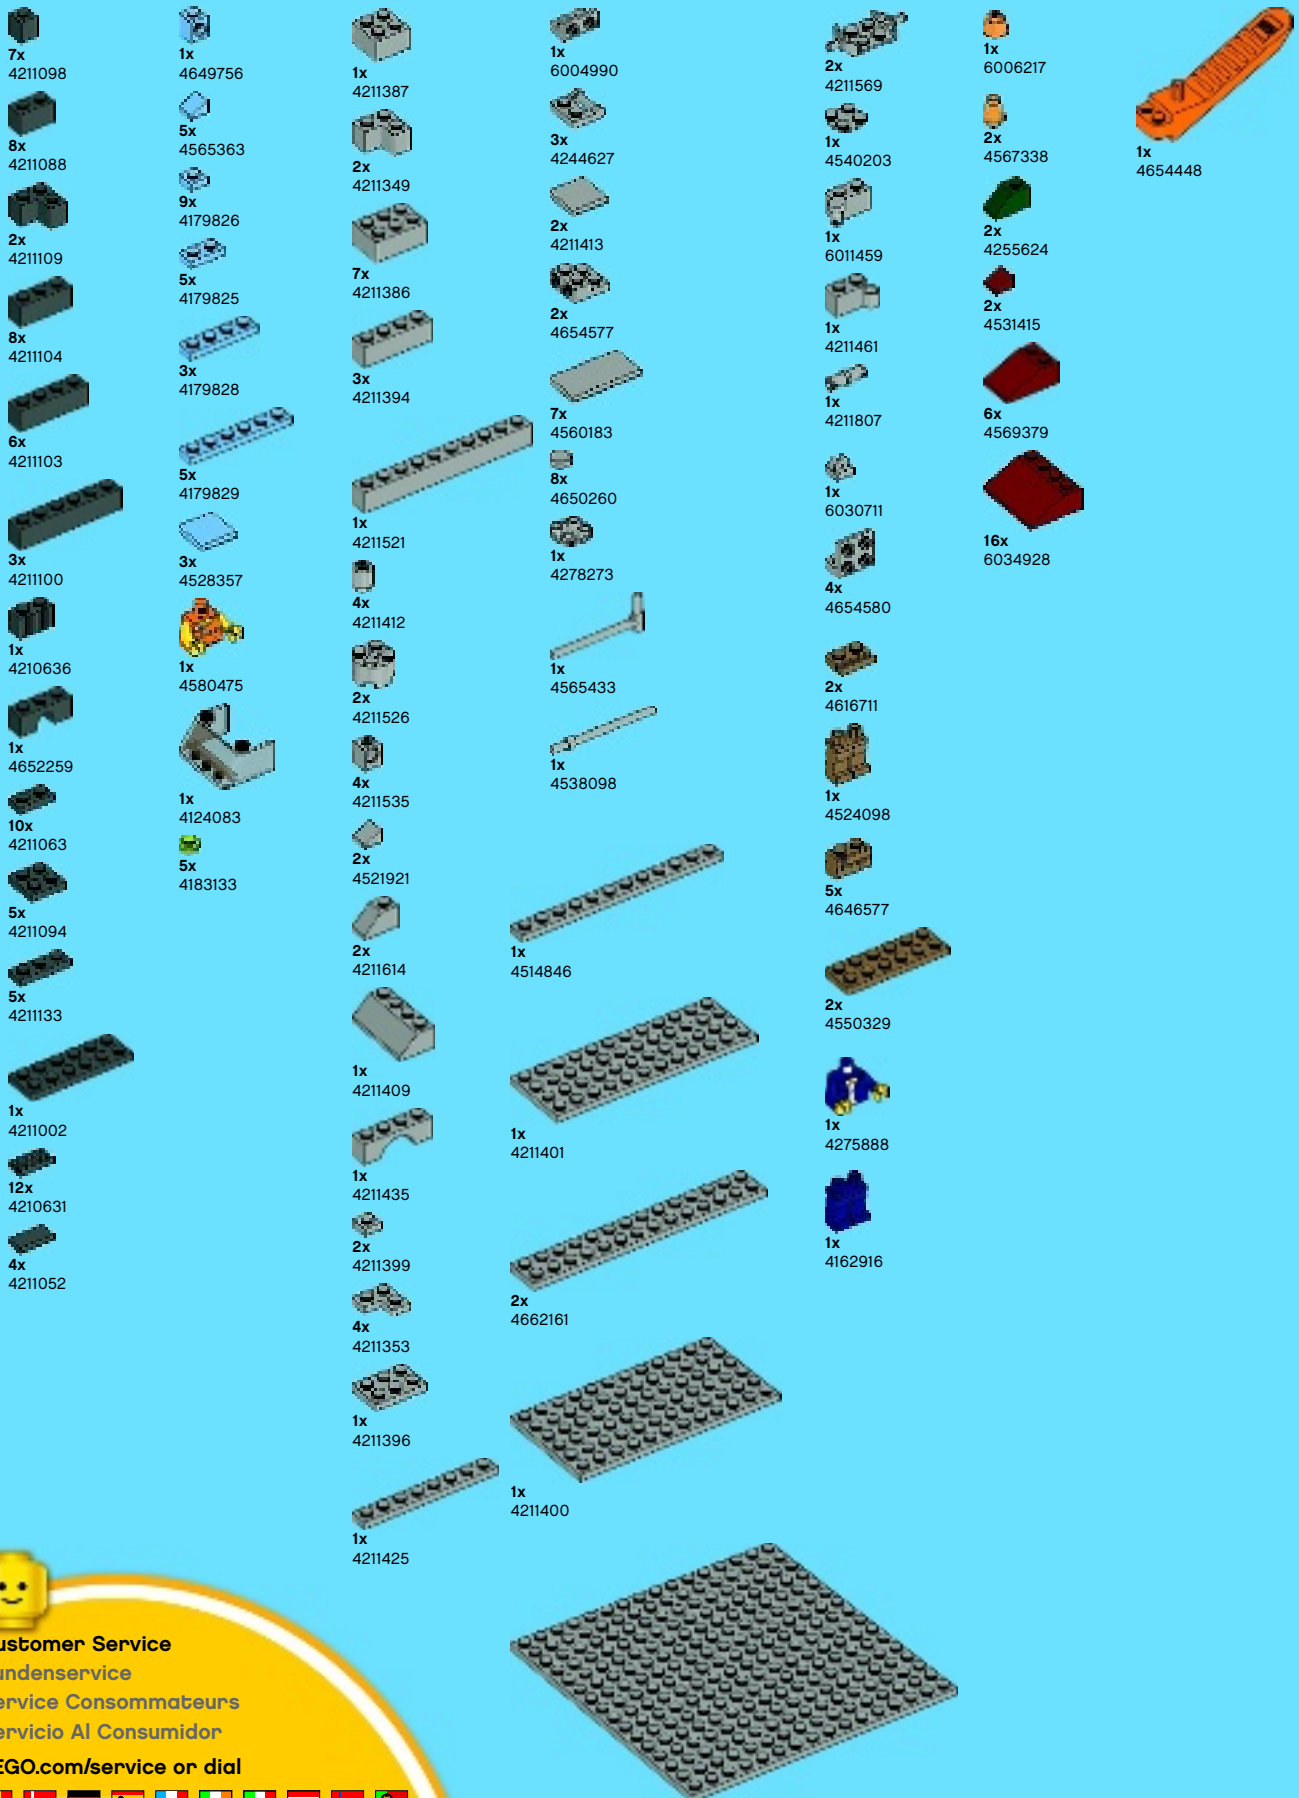 7x
4211098
8x
4211088
2x
4211109
8x
4211104
6x
4211103
3x
4211100
1x
4210636
1x
4652259
10x
4211063
5x
4211094
5x
4211133
1x
4211002
12x
4210631
4x
4211052
1x
4649756
5x
4565363
9x
4179826
5x
4179825
3x
4179828
5x
4179829
3x
4528357
1x
4580475
1x
4124083
5x
4183133
1x
4211387
2x
4211349
7x
4211386
3x
4211394
1x
4211521
4x
4211412
2x
4211526
4x
4211535
2x
4521921
2x
4211614
1x
4211409
1x
4211435
2x
4211399
4x
4211353
1x
4211396
1x
4211425
1x
6004990
3x
4244627
2x
4211413
2x
4654577
7x
4560183
8x
4650260
1x
4278273
1x
4565433
1x
4538098
1x
4514846
1x
4211401
2x
4662161
1x
4211400
2x
4211569
1x
4540203
1x
6011459
1x
4211461
1x
4211807
1x
6030711
4x
4654580
2x
4616711
1x
4524098
5x
4646577
2x
4550329
1x
4275888
1x
4162916
1x
6006217
2x
4567338
2x
4255624
2x
4531415
6x
4569379
16x
6034928
1x
4654448
ustomer Service
undenservice
ervice Consommateurs
ervicio Al Consumidor
EGO.com/service or dial